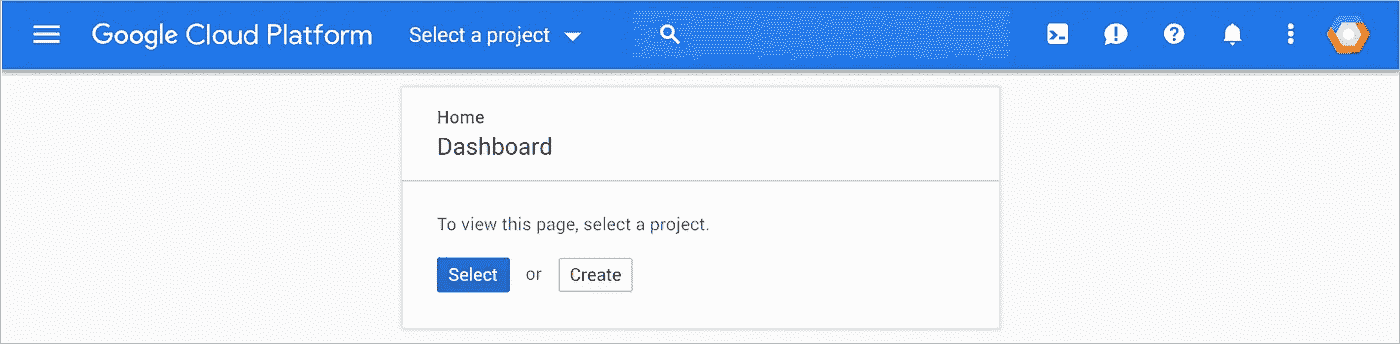 Google Cloud Platform Select a project
Home
Dashboard
To view this page, select a project.
Select or Create